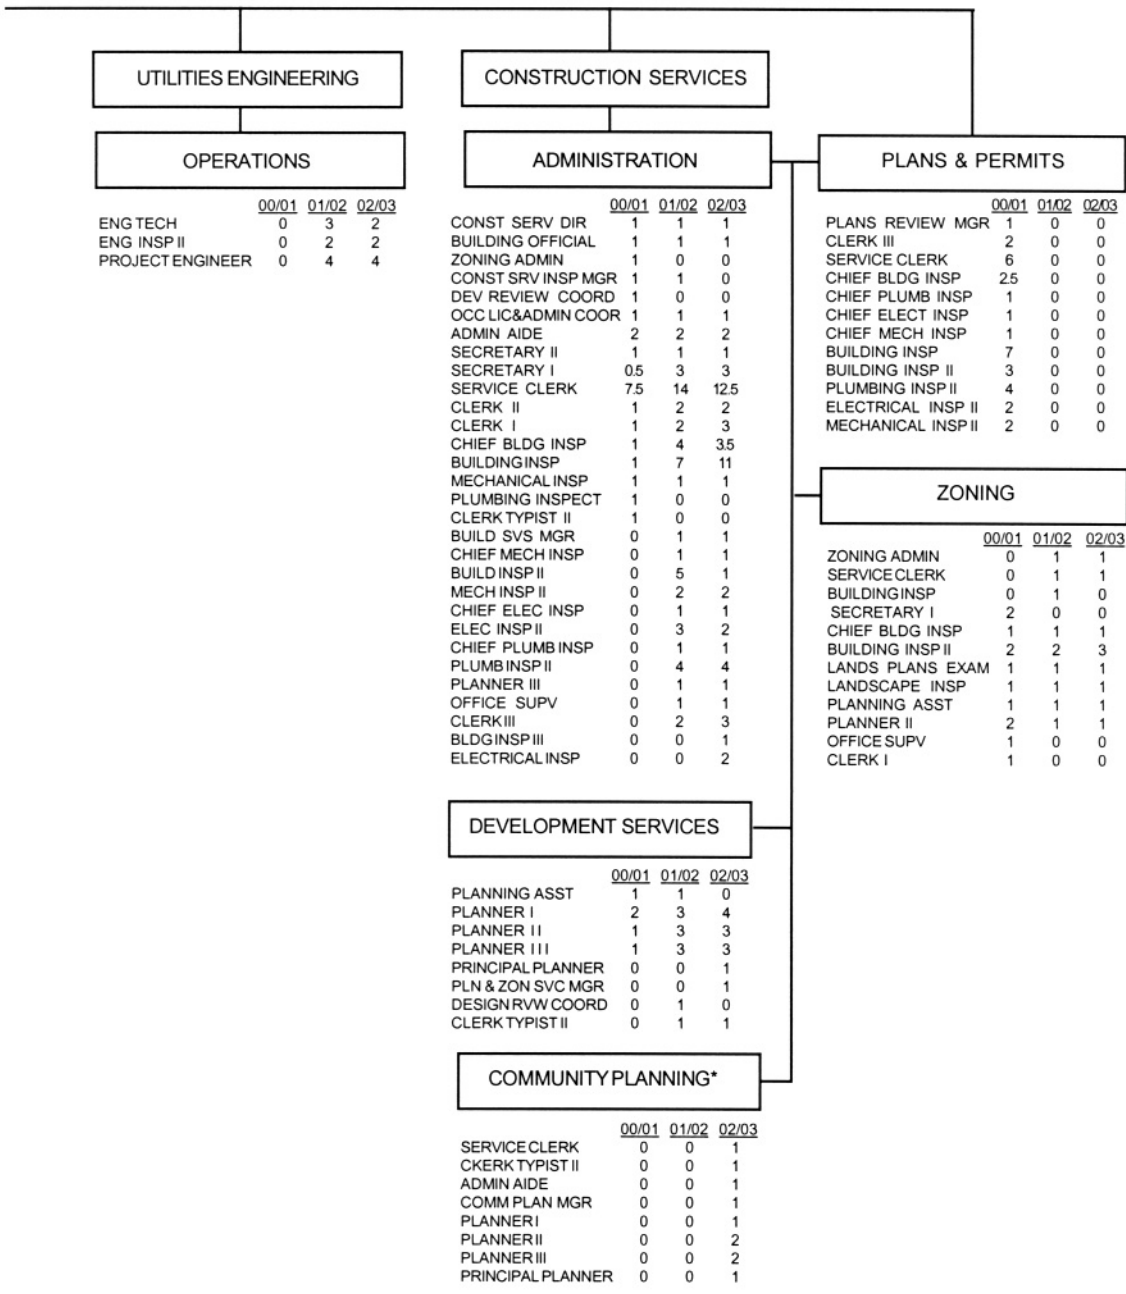 UTILITIES ENGINEERING
OPERATIONS
00/01 01/02 02/03
ENG TECH 0 3 2
ENG INSP II 0 2 2
PROJECT ENGINEER 0 4 4
CONSTRUCTION SERVICES
ADMINISTRATION
00/01 01/02 02/03
CONST SERV DIR 1 1 1
BUILDING OFFICIAL 1 1 1
ZONING ADMIN 1 0 0
CONST SRV INSP MGR 1 1 0
DEV REVIEW COORD 1 0 0
OCC LIC&ADMIN COOR 1 1 1
ADMIN AIDE 2 2 2
SECRETARY II 1 1 1
SECRETARY I 0.5 3 3
SERVICE CLERK 7.5 14 12.5
CLERK II 1 2 2
CLERK I 1 2 3
CHIEF BLDG INSP 1 4 3.5
BUILDING INSP 1 7 11
MECHANICAL INSP 1 1 1
PLUMBING INSPECT 1 0 0
CLERK TYPIST II 1 0 0
BUILD SVS MGR 0 1 1
CHIEF MECH INSP 0 1 1
BUILD INSP II 0 5 1
MECH INSP II 0 2 2
CHIEF ELEC INSP 0 1 1
ELEC INSP II 0 3 2
CHIEF PLUMB INSP 0 1 1
PLUMB INSP II 0 4 4
PLANNER III 0 1 1
OFFICE SUPV 0 1 1
CLERK III 0 2 3
BLDG INSP III 0 0 1
ELECTRICAL INSP 0 0 2
PLANS & PERMITS
00/01 01/02 02/03
PLANS REVIEW MGR 1 0 0
CLERK III 2 0 0
SERVICE CLERK 6 0 0
CHIEF BLDG INSP 2.5 0 0
CHIEF PLUMB INSP 1 0 0
CHIEF ELECT INSP 1 0 0
CHIEF MECH INSP 1 0 0
BUILDING INSP 7 0 0
BUILDING INSP II 3 0 0
PLUMBING INSP II 4 0 0
ELECTRICAL INSP II 2 0 0
MECHANICAL INSP II 2 0 0
ZONING
00/01 01/02 02/03
ZONING ADMIN 0 1 1
SERVICE CLERK 0 1 1
BUILDING INSP 0 1 0
SECRETARY I 2 0 0
CHIEF BLDG INSP 1 1 1
BUILDING INSP II 2 2 3
LANDS PLANS EXAM 1 1 1
LANDSCAPE INSP 1 1 1
PLANNING ASST 1 1 1
PLANNER II 2 1 1
OFFICE SUPV 1 0 0
CLERK I 1 0 0
DEVELOPMENT SERVICES
00/01 01/02 02/03
PLANNING ASST 1 1 0
PLANNER I 2 3 4
PLANNER II 1 3 3
PLANNER III 1 3 3
PRINCIPAL PLANNER 0 0 1
PLN & ZON SVC MGR 0 0 1
DESIGN RVW COORD 0 1 0
CLERK TYPIST II 0 1 1
COMMUNITY PLANNING*
00/01 01/02 02/03
SERVICE CLERK 0 0 1
CKERK TYPIST II 0 0 1
ADMIN AIDE 0 0 1
COMM PLAN MGR 0 0 1
PLANNER I 0 0 1
PLANNER II 0 0 2
PLANNER III 0 0 2
PRINCIPAL PLANNER 0 0 1